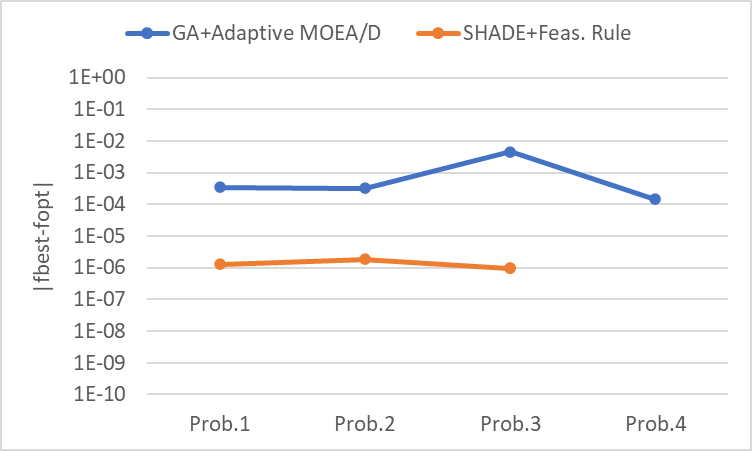 GA+Adaptive MOEA/D SHADE+Feas. Rule
1E+00
1E-01
1E-02
1E-03
1E-04
1E-05
1E-06
1E-07
1E-08
1E-09
1E-10
|fbest-fopt|
Prob.1 Prob.2 Prob.3 Prob.4